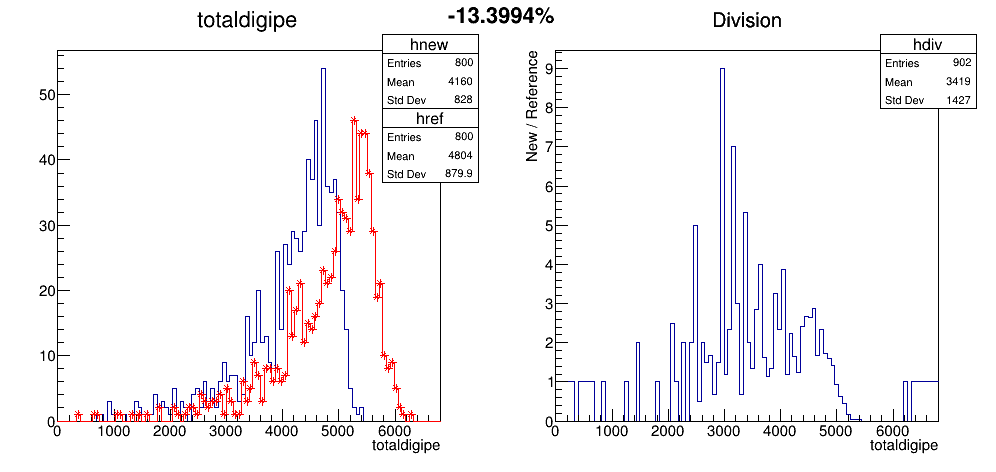 -13.3994%
totaldigipe
hnew
Entries 800
Mean 4160
Std Dev 828
href
Entries 800
Mean 4804
Std Dev 879.9
50
40
30
20
10
0
0 1000 2000 3000 4000 5000 6000
totaldigipe
Division
hdiv
Entries 902
Mean 3419
Std Dev 1427
New / Reference
9
8
7
6
5
4
3
2
1
0
0 1000 2000 3000 4000 5000 6000
totaldigipe